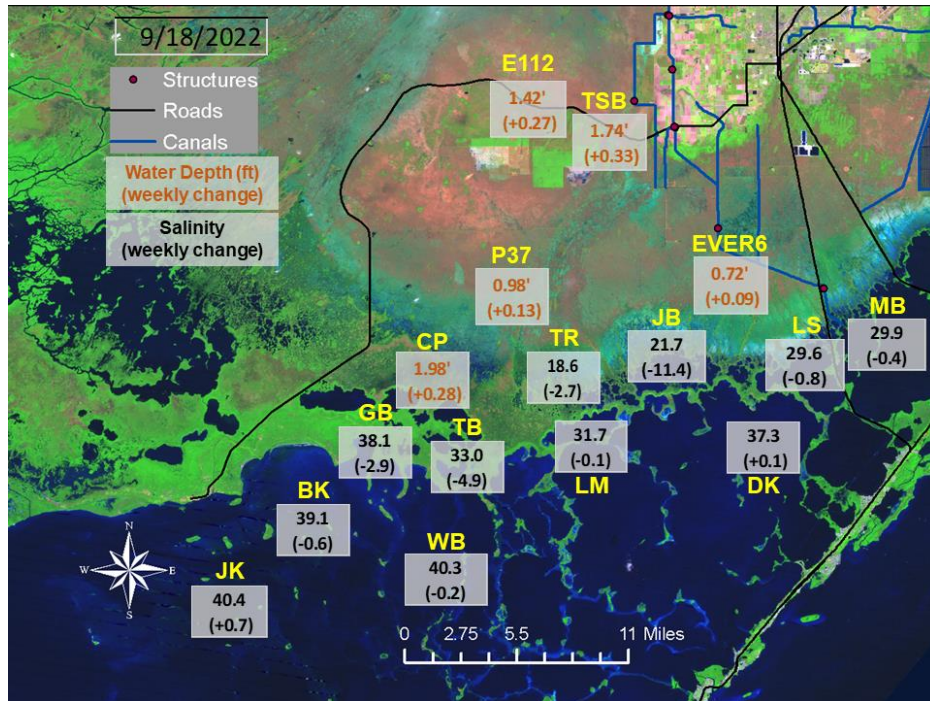 9/18/2022
Structures
Roads
Canals
Water Depth (ft)
(weekly change)
Salinity
(weekly change)
E112
1.42'
(+0.27)
TSB
1.74'
(+0.33)
P37
0.98'
(+0.13)
EVER6
0.72'
(+0.09)
CP
1.98'
(+0.28)
TR
18.6
(-2.7)
JB
21.7
(-11.4)
LS
29.6
(-0.8)
MB
29.9
(-0.4)
GB
38.1
(-2.9)
TB
33.0
(-4.9)
31.7
(-0.1)
LM
37.3
(+0.1)
DK
BK
39.1
(-0.6)
WB
40.3
(-0.2)
JK
40.4
(+0.7)
N
W E
S
0 2.75 5.5 11 Miles